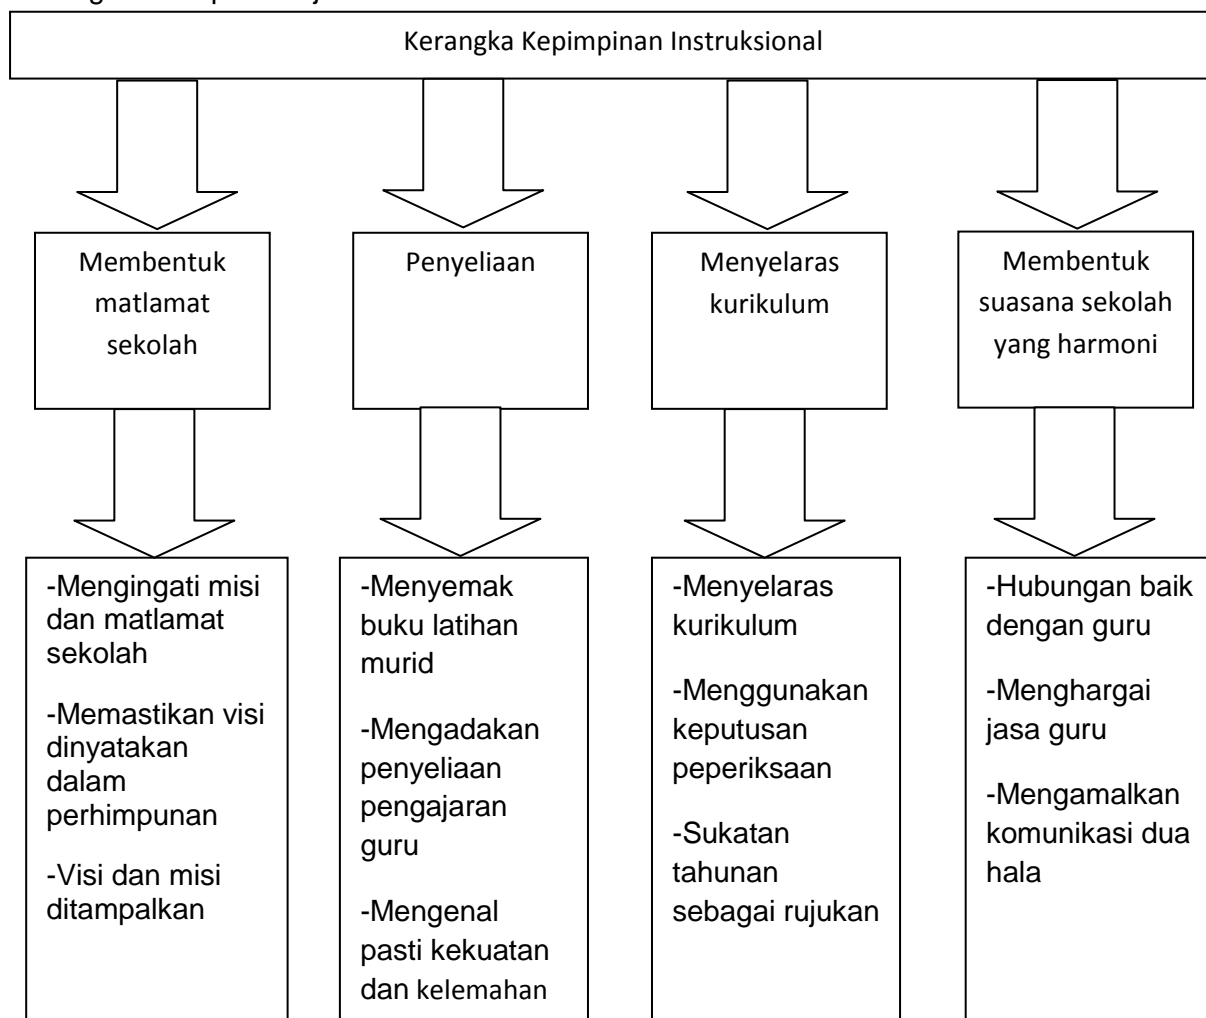 Kerangka Kepimpinan Instruksional
Membentuk
matlamat
sekolah
Penyeliaan
Menyelaras
kurikulum
Membentuk
suasana sekolah
yang harmoni
-Mengingati misi
dan matlamat
sekolah
-Memastikan visi
dinyatakan
dalam
perhimpunan
-Visi dan misi
ditampalkan
-Menyemak
buku latihan
murid
-Mengadakan
penyeliaan
pengajaran
guru
-Mengenal
pasti kekuatan
dan kelemahan
-Menyelaras
kurikulum
-Menggunakan
keputusan
peperiksaan
-Sukatan
tahunan
sebagai rujukan
-Hubungan baik
dengan guru
-Menghargai
jasa guru
-Mengamalkan
komunikasi dua
hala